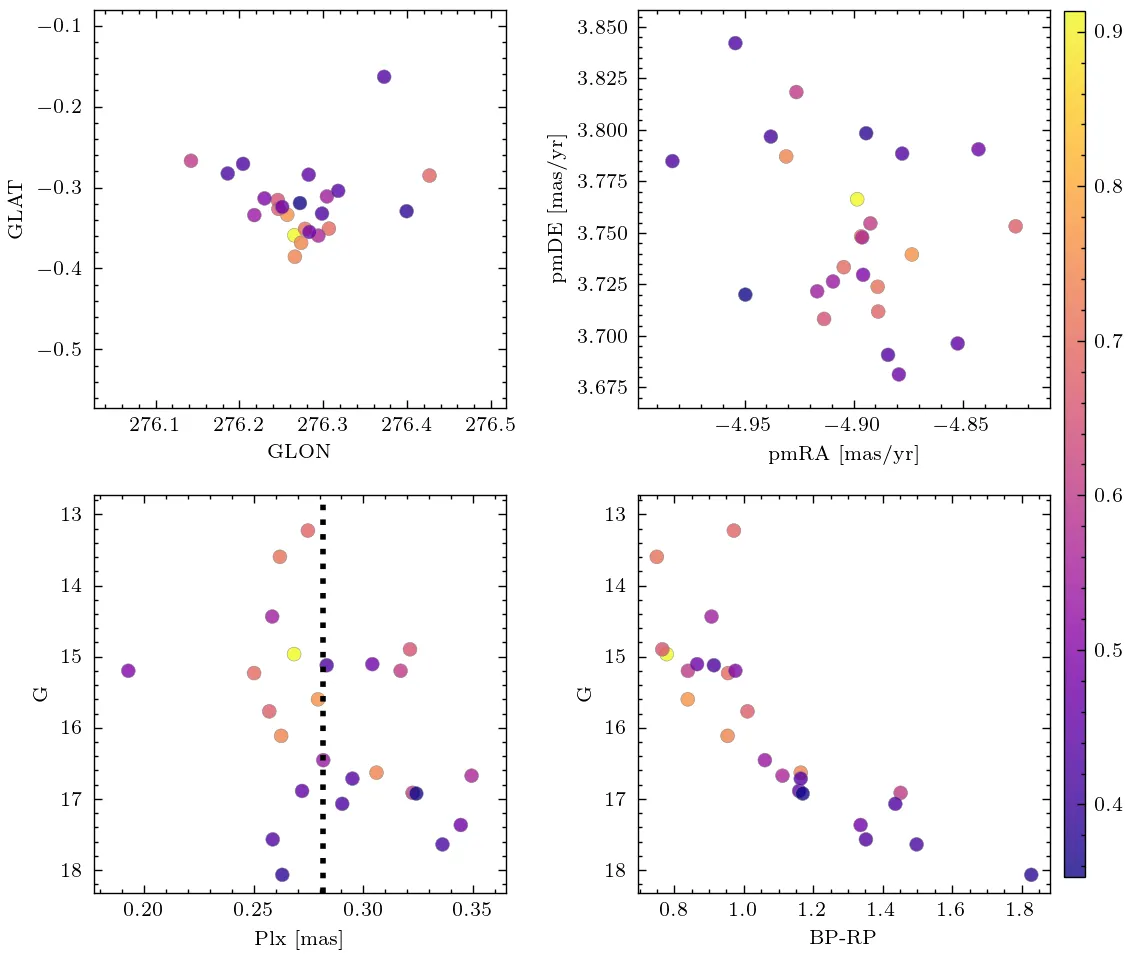 −0.1
−0.2
−0.3
−0.4
−0.5
GLAT
276.1 276.2 276.3 276.4 276.5
GLON
3.850
3.825
3.800
3.775
3.750
3.725
3.700
3.675
pmDE [mas/yr]
−4.95 −4.90 −4.85
pmRA [mas/yr]
0.9
0.8
0.7
0.6
0.5
0.4
13
14
15
16
17
18
G
0.20 0.25 0.30 0.35
Plx [mas]
13
14
15
16
17
18
G
0.8 1.0 1.2 1.4 1.6 1.8
BP-RP